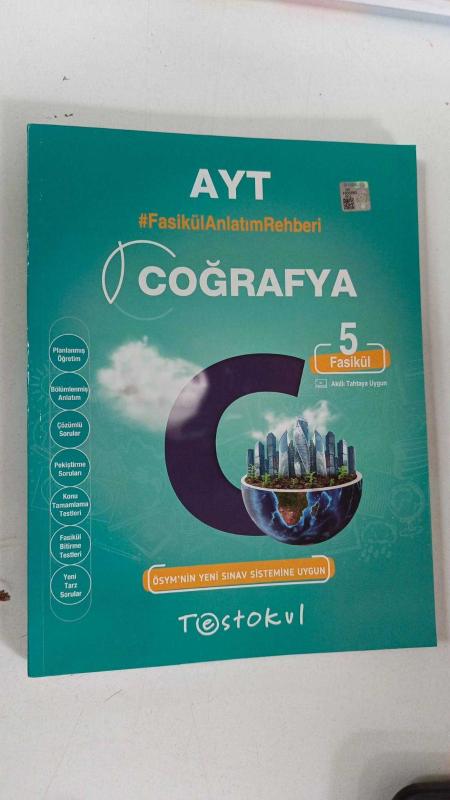 AYT
#FasikülAnlatımRehberi
COĞRAFYA
5
Fasikül
Akıllı Tahtaya Uygun
Planlanmış
Öğretim
Bölümlenmiş
Anlatım
Çözümlü
Sorular
Pekiştirme
Soruları
Konu
Tamamlama
Testleri
Fasikül
Bitirme
Testleri
Yeni
Tarz
Sorular
C
ÖSYM'NİN YENİ SINAV SİSTEMİNE UYGUN
Testokul